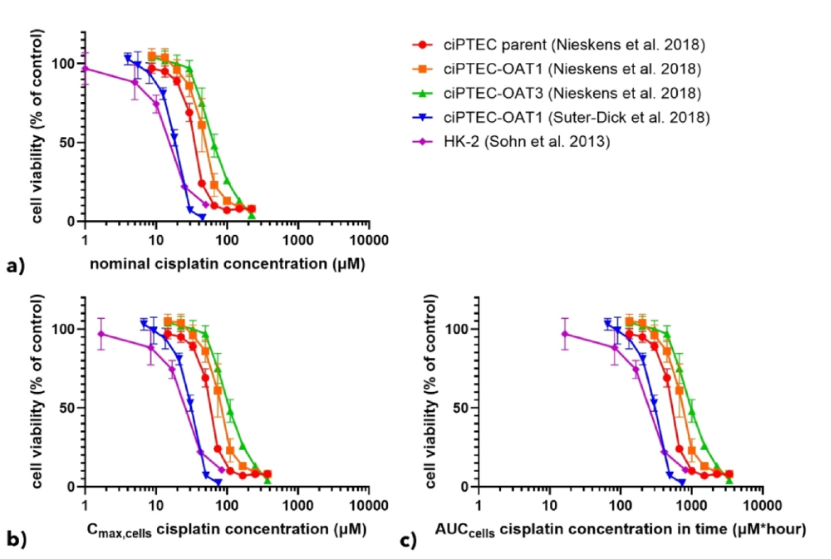 ciPTEC parent (Nieskens et al. 2018)
ciPTEC-OAT1 (Nieskens et al. 2018)
ciPTEC-OAT3 (Nieskens et al. 2018)
ciPTEC-OAT1 (Suter-Dick et al. 2018)
HK-2 (Sohn et al. 2013)
cell viability (% of control)
100
50
0
1 10 100 1000 10000
nominal cisplatin concentration (µM)
a)
cell viability (% of control)
100
50
0
1 10 100 1000 10000
Cmax,cells cisplatin concentration (µM)
b)
cell viability (% of control)
100
50
0
1 10 100 1000 10000
AUCcells cisplatin concentration in time (µM*hour)
c)